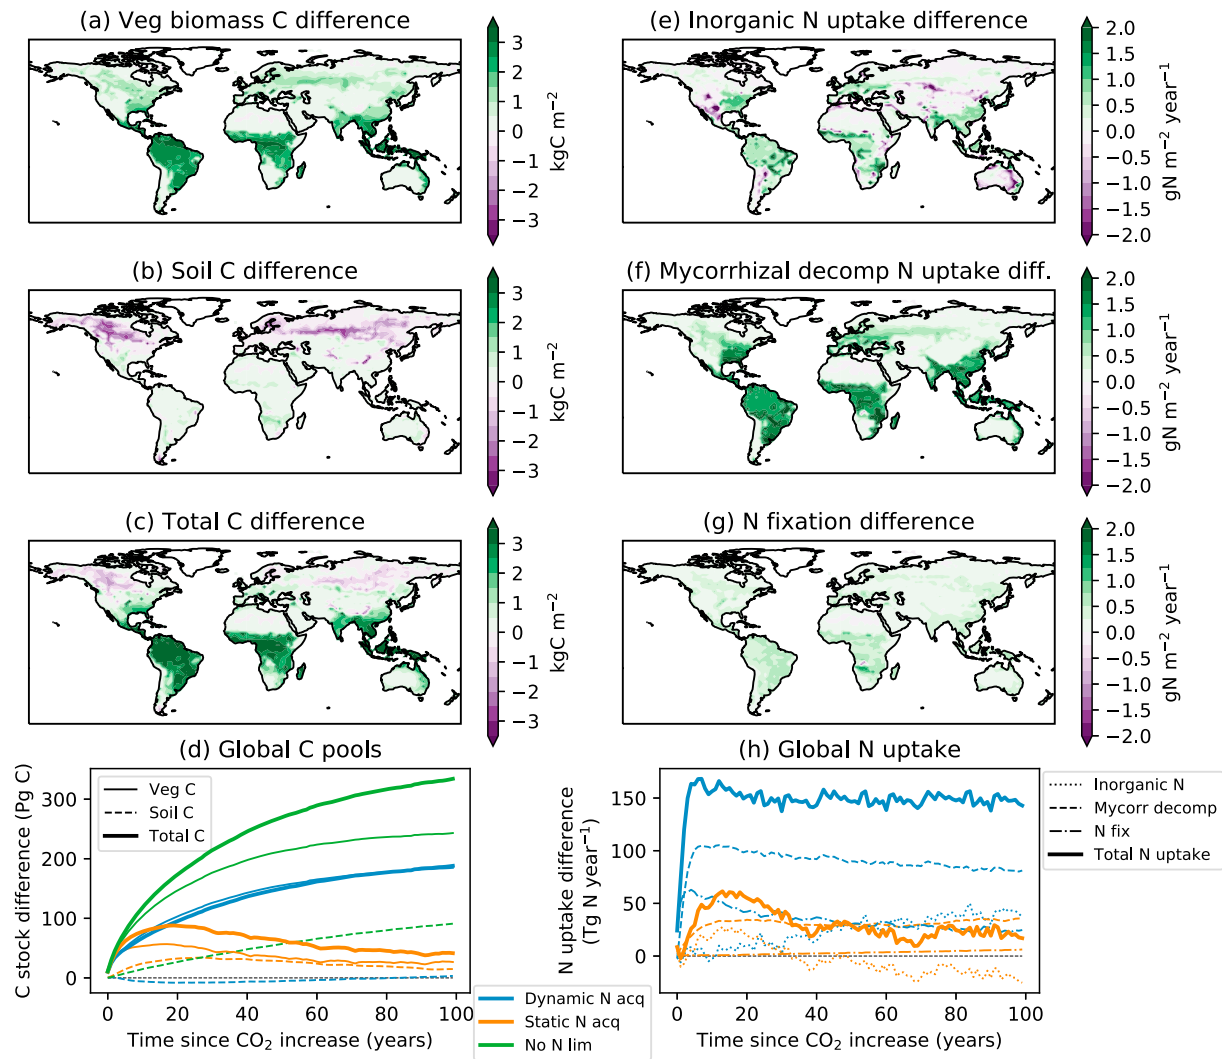 (a) Veg biomass C difference
3
2
1
0
−1
−2
−3
kgC m−2
(b) Soil C difference
3
2
1
0
−1
−2
−3
kgC m−2
(c) Total C difference
3
2
1
0
−1
−2
−3
kgC m−2
(d) Global C pools
C stock difference (Pg C)
300
200
100
0
Veg C
Soil C
Total C
0
20
40
60
80
100
Time since CO2 increase (years)
Dynamic N acq
Static N acq
No N lim
(e) Inorganic N uptake difference
2.0
1.5
1.0
0.5
0.0
−0.5
−1.0
−1.5
−2.0
gN m−2 year−1
(f) Mycorrhizal decomp N uptake diff.
2.0
1.5
1.0
0.5
0.0
−0.5
−1.0
−1.5
−2.0
gN m−2 year−1
(g) N fixation difference
2.0
1.5
1.0
0.5
0.0
−0.5
−1.0
−1.5
−2.0
gN m−2 year−1
(h) Global N uptake
N uptake difference
(Tg N year−1)
150
100
50
0
0
20
40
60
80
100
Time since CO2 increase (years)
Inorganic N
Mycorr decomp
N fix
Total N uptake